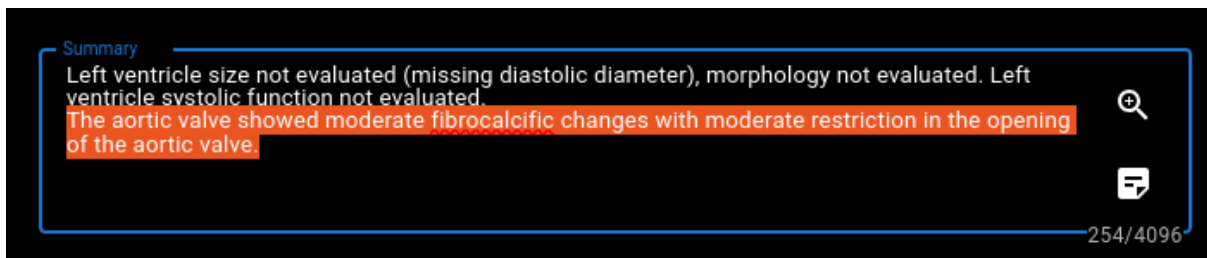 Summary
Left ventricle size not evaluated (missing diastolic diameter), morphology not evaluated. Left
ventricle systolic function not evaluated.
The aortic valve showed moderate fibrocalcific changes with moderate restriction in the opening
of the aortic valve.
254/4096